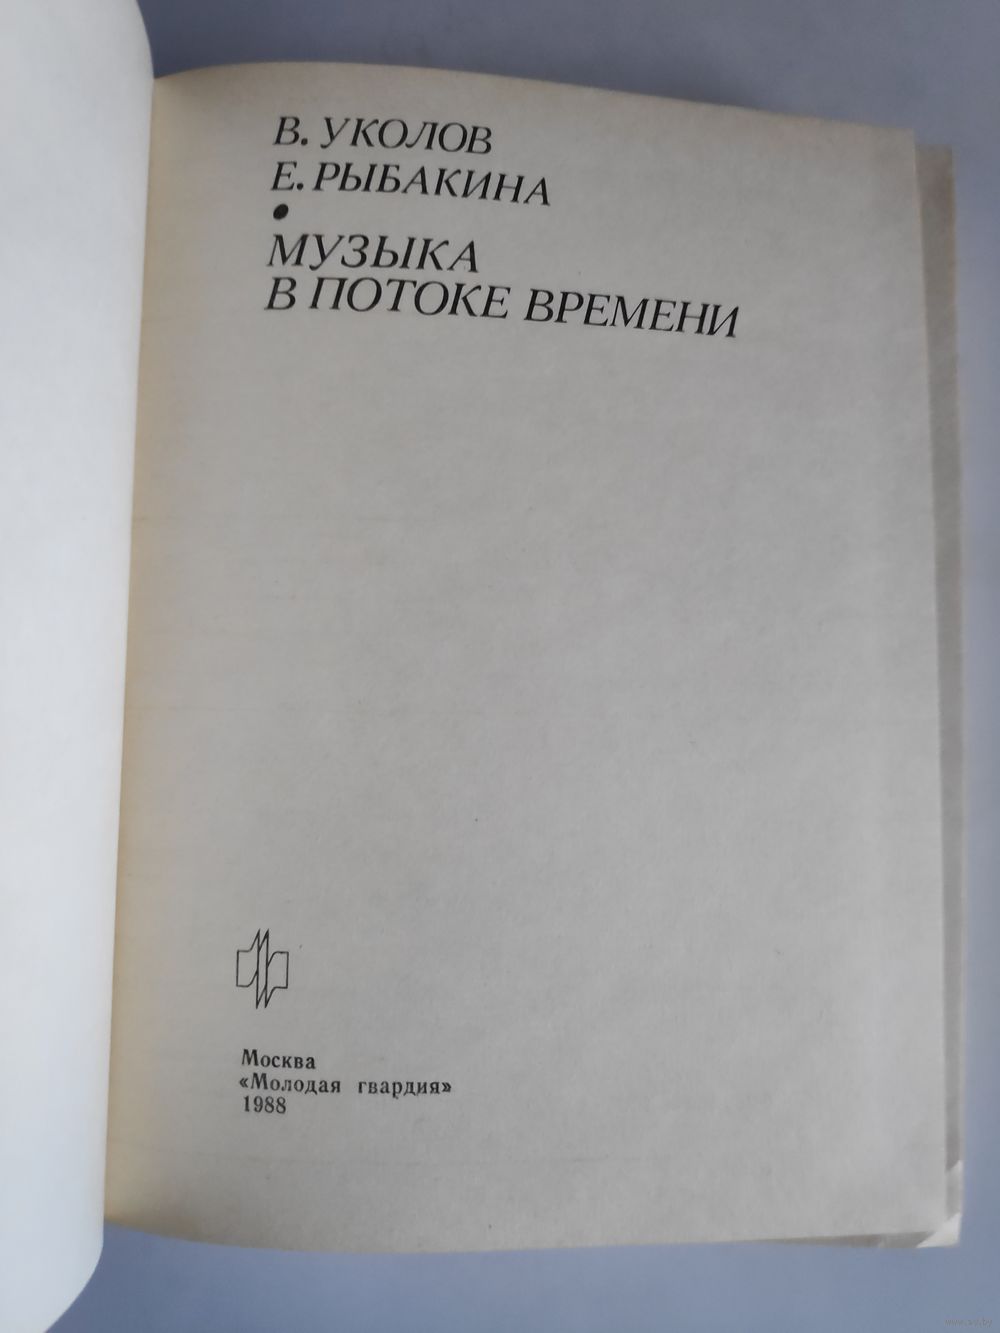 В. УКОЛОВ
Е. РЫБАКИНА
•
МУЗЫКА
В ПОТОКЕ ВРЕМЕНИ
Москва
«Молодая гвардия»
1988